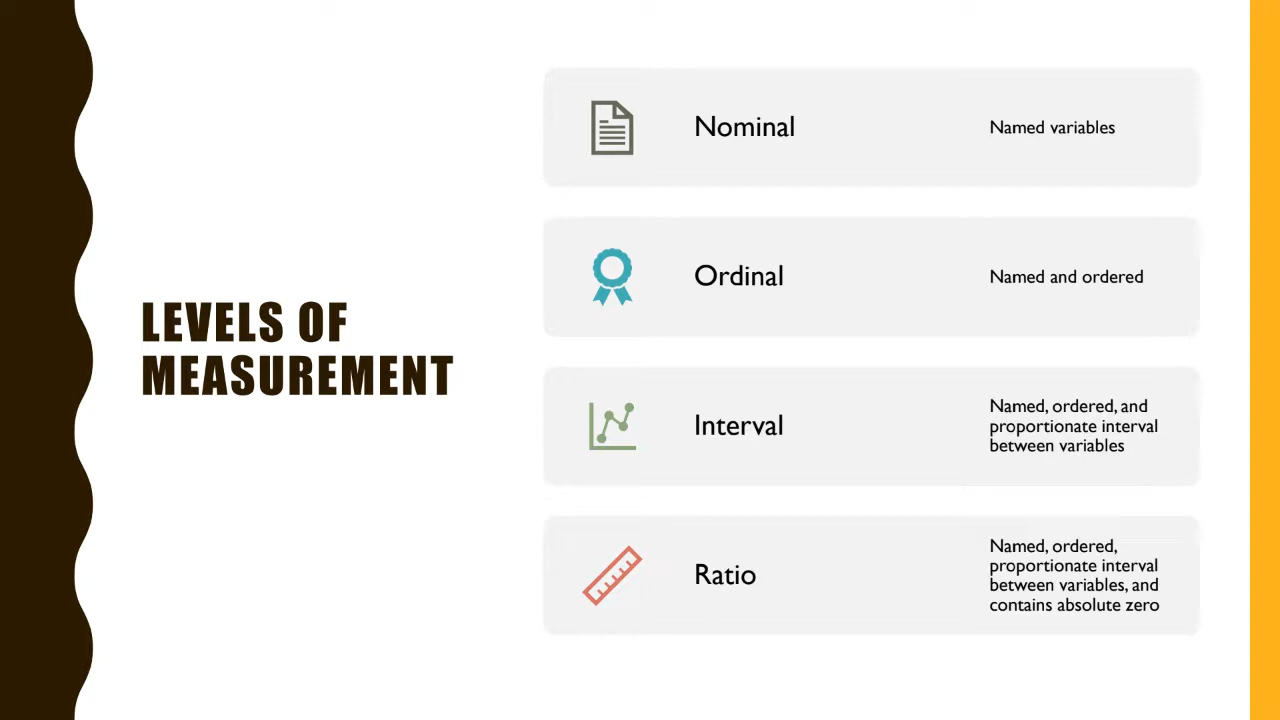 LEVELS OF
MEASUREMENT
Nominal
Named variables
Ordinal
Named and ordered
Interval
Named, ordered, and
proportionate interval
between variables
Ratio
Named, ordered,
proportionate interval
between variables, and
contains absolute zero